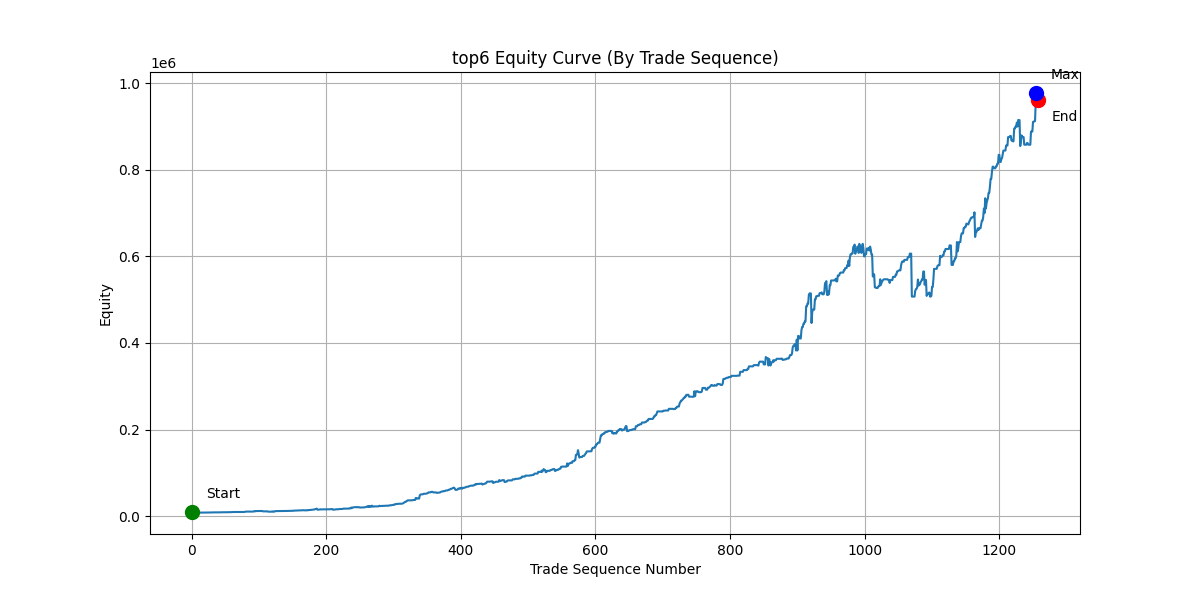 top6 Equity Curve (By Trade Sequence)
1e6
Max
End
Start
Equity
1.0
0.8
0.6
0.4
0.2
0.0
0 200 400 600 800 1000 1200
Trade Sequence Number